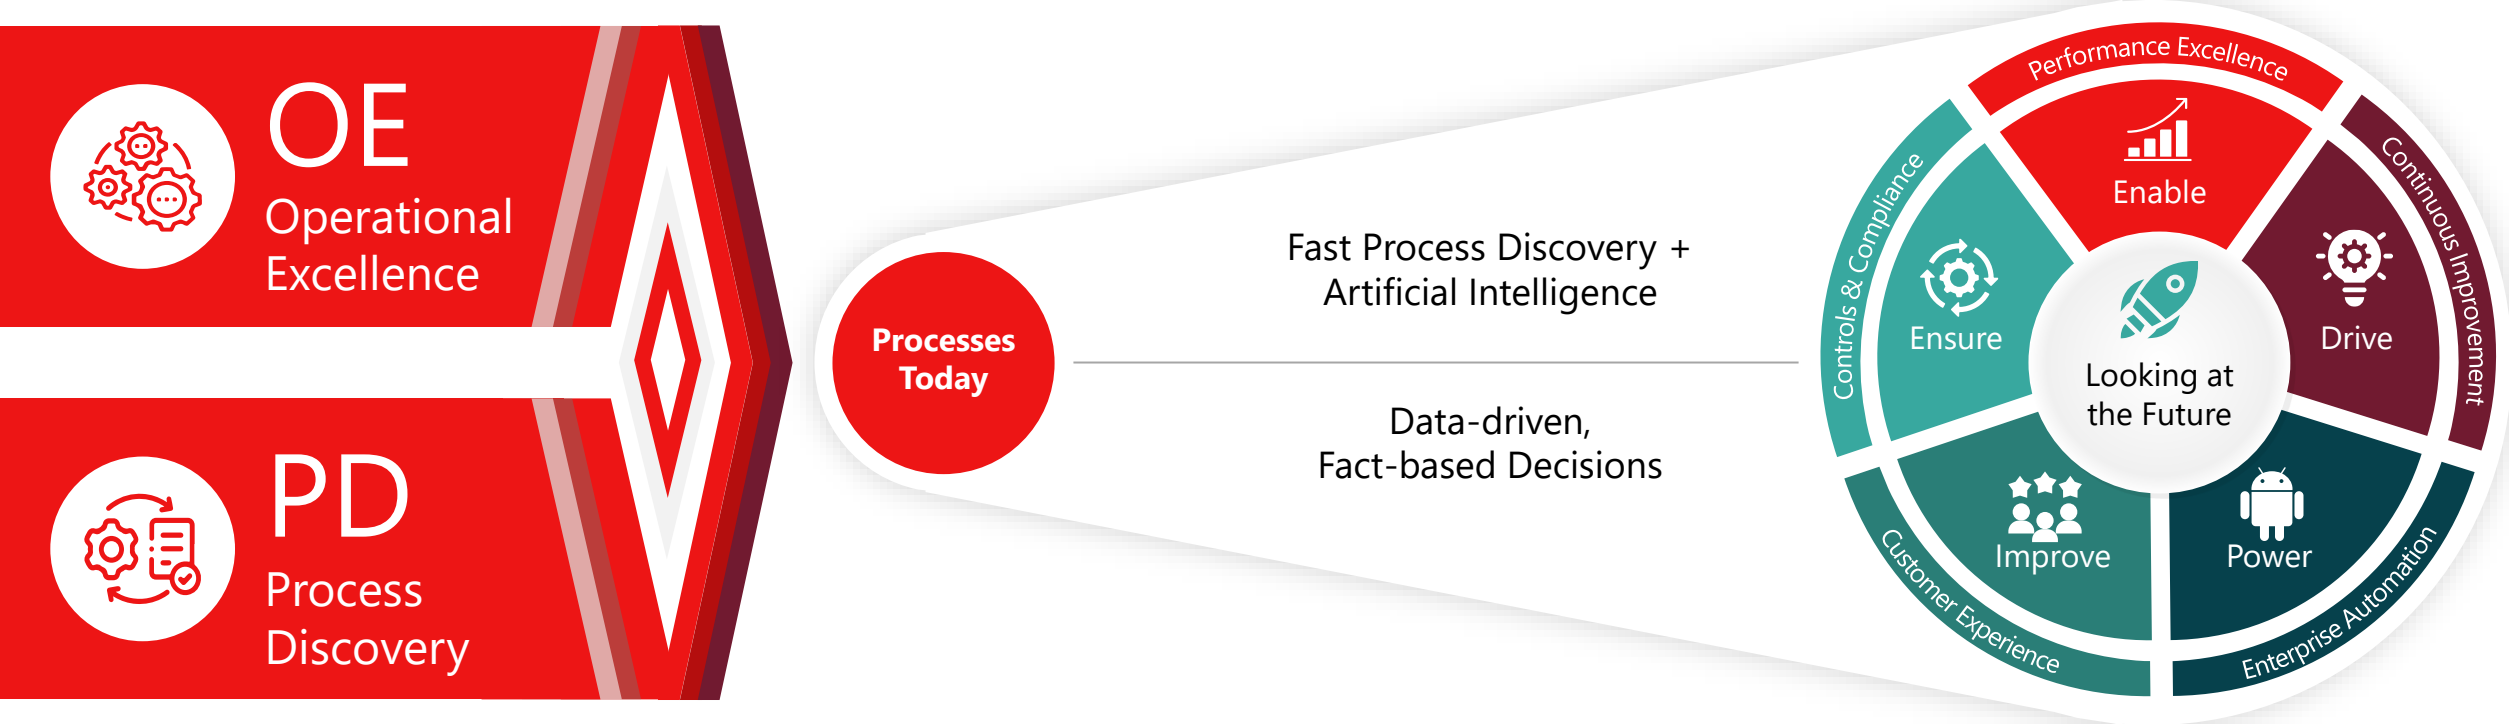 OE
Operational
Excellence
PD
Process
Discovery
Processes
Today
Fast Process Discovery +
Artificial Intelligence
Data-driven,
Fact-based Decisions
Performance Excellence
Enable
Continuous Improvement
Drive
Enterprise Automation
Power
Customer Experience
Improve
Controls & Compliance
Ensure
Looking at
the Future